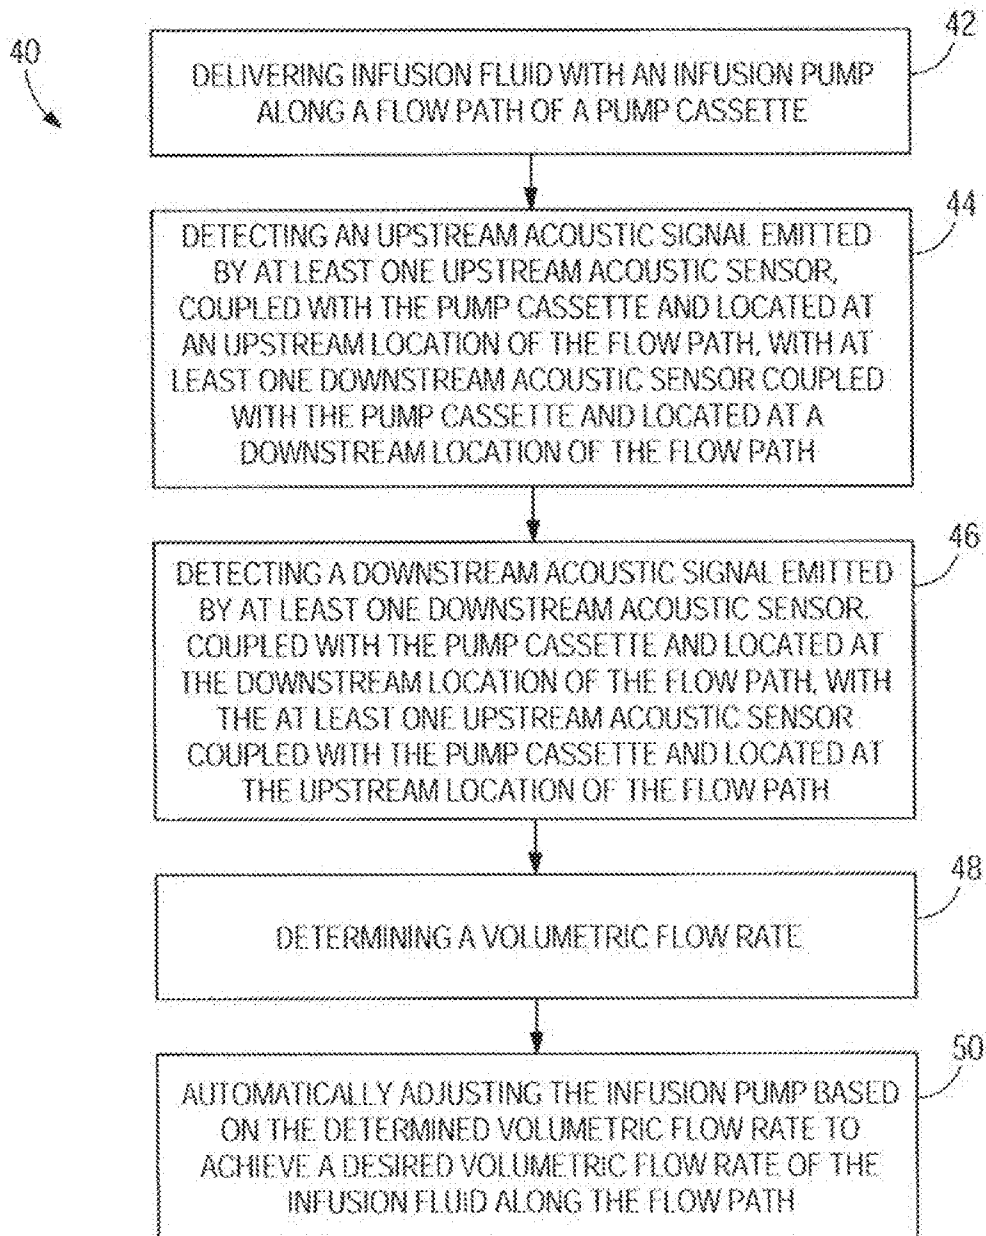 40
42
DELIVERING INFUSION FLUID WITH AN INFUSION PUMP
ALONG A FLOW PATH OF A PUMP CASSETTE
44
DETECTING AN UPSTREAM ACOUSTIC SIGNAL EMITTED
BY AT LEAST ONE UPSTREAM ACOUSTIC SENSOR,
COUPLED WITH THE PUMP CASSETTE AND LOCATED AT
AN UPSTREAM LOCATION OF THE FLOW PATH, WITH AT
LEAST ONE DOWNSTREAM ACOUSTIC SENSOR COUPLED
WITH THE PUMP CASSETTE AND LOCATED AT A
DOWNSTREAM LOCATION OF THE FLOW PATH
46
DETECTING A DOWNSTREAM ACOUSTIC SIGNAL EMITTED
BY AT LEAST ONE DOWNSTREAM ACOUSTIC SENSOR,
COUPLED WITH THE PUMP CASSETTE AND LOCATED AT
THE DOWNSTREAM LOCATION OF THE FLOW PATH, WITH
THE AT LEAST ONE UPSTREAM ACOUSTIC SENSOR
COUPLED WITH THE PUMP CASSETTE AND LOCATED AT
THE UPSTREAM LOCATION OF THE FLOW PATH
48
DETERMINING A VOLUMETRIC FLOW RATE
50
AUTOMATICALLY ADJUSTING THE INFUSION PUMP BASED
ON THE DETERMINED VOLUMETRIC FLOW RATE TO
ACHIEVE A DESIRED VOLUMETRIC FLOW RATE OF THE
INFUSION FLUID ALONG THE FLOW PATH